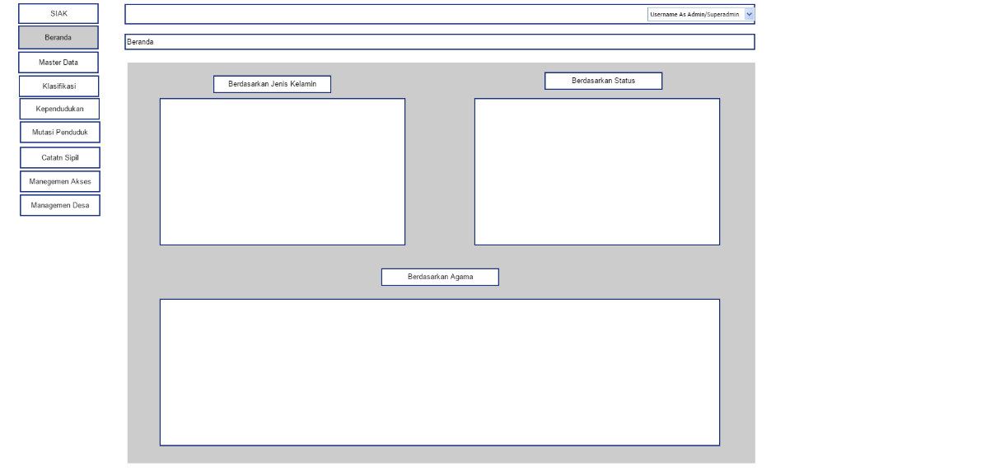 SIAK
Username As Admin/Superadmin
Beranda
Beranda
Master Data
Klasifikasi
Kependudukan
Mutasi Penduduk
Catatn Sipil
Manegemen Akses
Managemen Desa
Berdasarkan Jenis Kelamin
Berdasarkan Status
Berdasarkan Agama